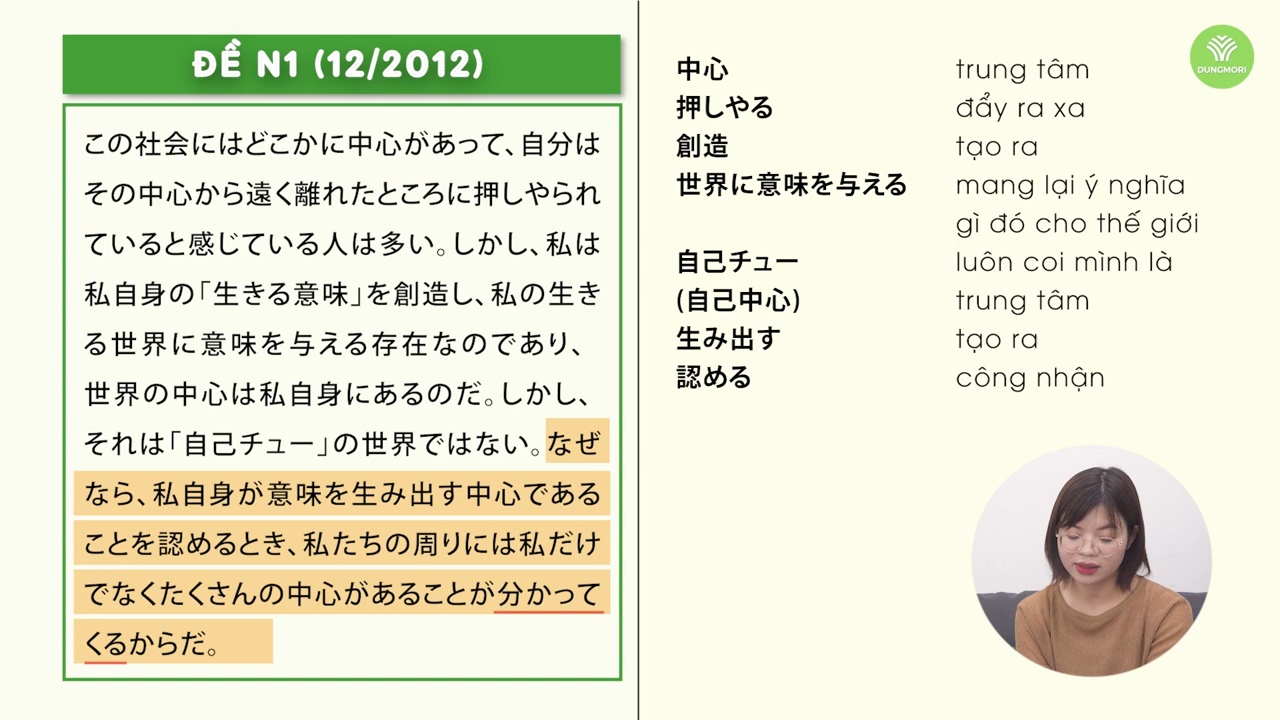 ĐỀ N1 (12/2012)
この社会にはどこかに中心があって、自分は
その中心から遠く離れたところに押しやられ
ていると感じている人は多い。しかし、私は
私自身の「生きる意味」を創造し、私の生き
る世界に意味を与える存在なのであり、
世界の中心は私自身にあるのだ。しかし、
それは「自己チュー」の世界ではない。なぜ
なら、私自身が意味を生み出す中心である
ことを認めるとき、私たちの周りには私だけ
でなくたくさんの中心があることが分かって
くるからだ。
中心 trung tâm
押しやる đẩy ra xa
創造 tạo ra
世界に意味を与える mang lại ý nghĩa
gì đó cho thế giới
自己チュー luôn coi mình là
(自己中心) trung tâm
生み出す tạo ra
認める công nhận
DUNGMORI